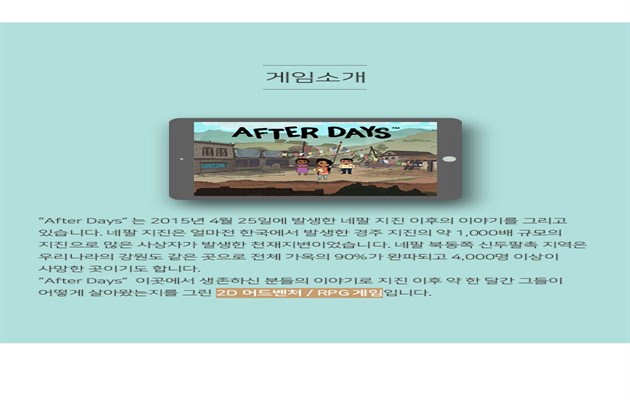 게임소개
AFTER DAYS™
"After Days" 는 2015년 4월 25일에 발생한 네팔 지진 이후의 이야기를 그리고
있습니다. 네팔 지진은 얼마전 한국에서 발생한 경주 지진의 약 1,000배 규모의
지진으로 많은 사상자가 발생한 천재지변이었습니다. 네팔 북동쪽 신두팔촉 지역은
우리나라의 강원도 같은 곳으로 전체 가옥의 90%가 완파되고 4,000명 이상이
사망한 곳이기도 합니다.
"After Days" 이곳에서 생존하신 분들의 이야기로 지진 이후 약 한 달간 그들이
어떻게 살아왔는지를 그린 2D 어드벤처 / RPG 게임입니다.